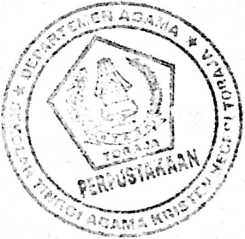 ★ DEPARTEMEN AGAMA ★
TINGGI AGAMA KRISTEN NEGERI TORAJA
TORAJA
PERPUSTAKAAN